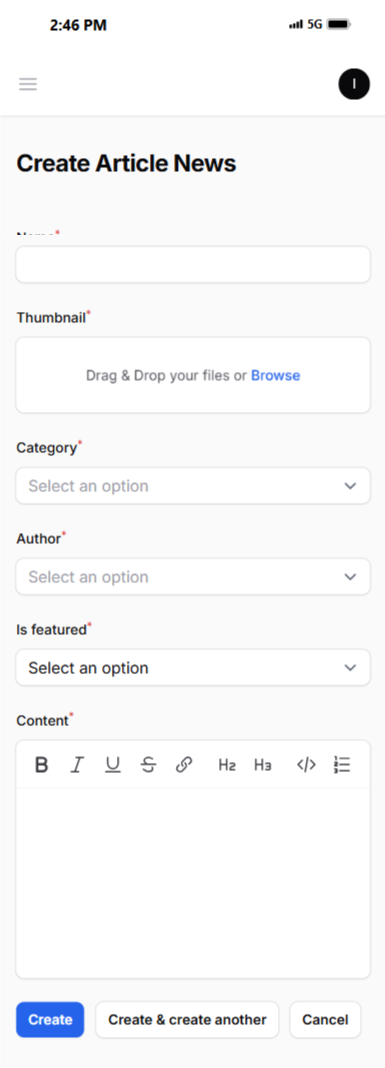 2:46 PM
5G
I
Create Article News
Thumbnail*
Drag & Drop your files or Browse
Category*
Select an option
Author*
Select an option
Is featured*
Select an option
Content*
B I U S H2 H3 </>
Create Create & create another Cancel